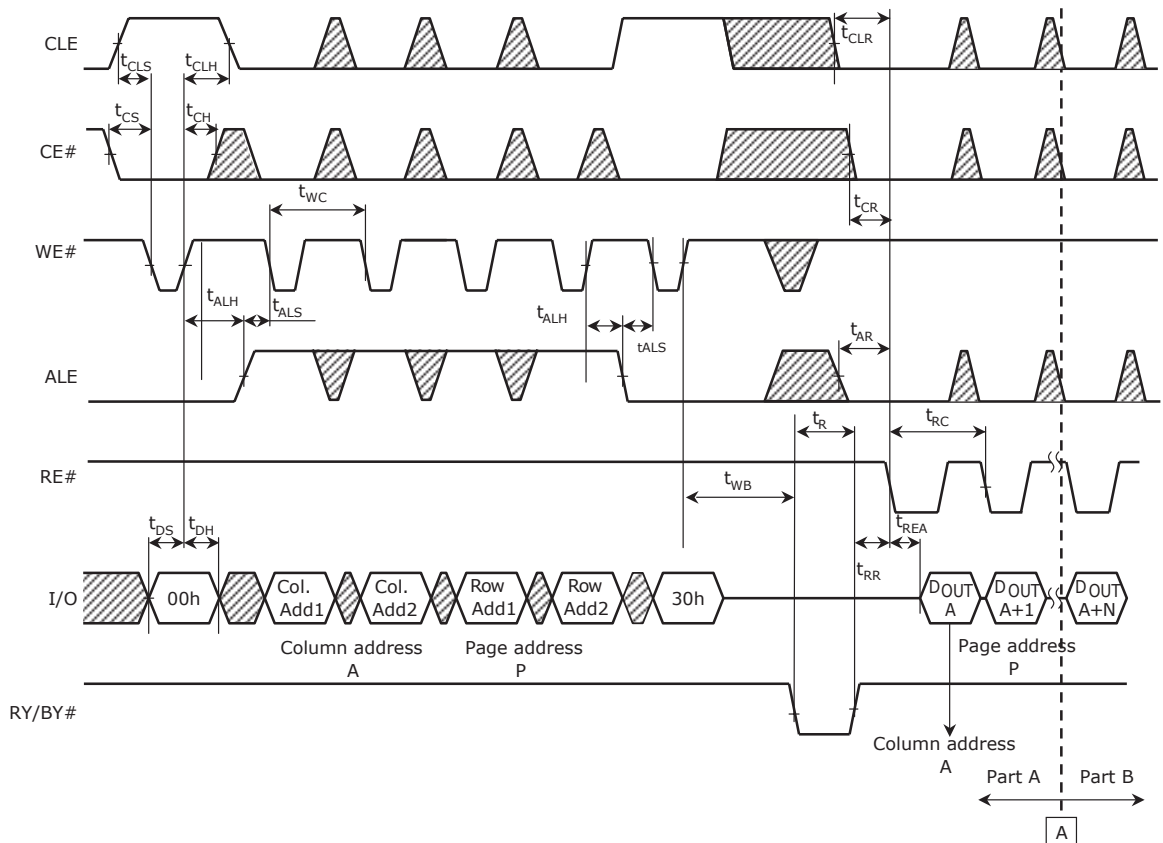 CLE
tCLS
tCLH
tCLR
CE#
tCS
tCH
tCR
WE#
tWC
tALH
tALS
tALH
tALS
ALE
tAR
RE#
tR
tRC
tWB
tDS
tDH
tREA
tRR
I/O
00h
Col. Add1
Col. Add2
Row Add1
Row Add2
30h
DOUT A
DOUT A+1
DOUT A+N
Column address A
Page address P
Page address P
RY/BY#
Column address A
Part A
Part B
A